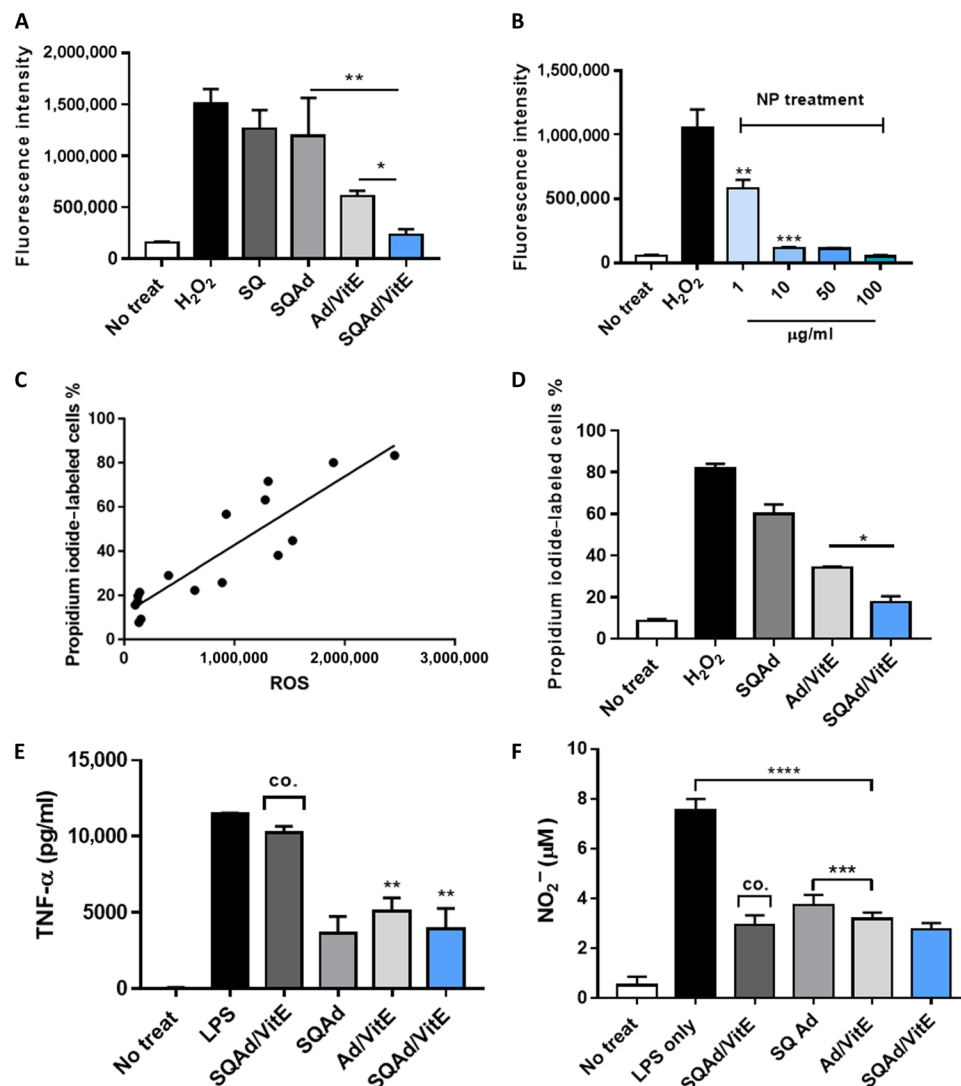 A
Fluorescence intensity
2,000,000
1,500,000
1,000,000
500,000
0
**
*
No treat
H₂O₂
SQ
SQAd
Ad/VitE
SQAd/VitE
B
Fluorescence intensity
1,500,000
1,000,000
500,000
0
NP treatment
**
***
No treat
H₂O₂
1
10
50
100
µg/ml
C
Propidium iodide–labeled cells %
100
80
60
40
20
0
0
1,000,000
2,000,000
3,000,000
ROS
D
Propidium iodize-labeled cells %
100
80
60
40
20
0
*
No treat
H₂O₂
SQAd
Ad/VitE
SQAd/VitE
E
TNF-α (pg/ml)
15,000
10,000
5000
0
co.
**
**
No treat
LPS
SQAd/VitE
SQAd
Ad/VitE
SQAd/VitE
F
NO₂⁻ (µM)
8
6
4
2
0
****
***
co.
No treat
LPS only
SQAd/VitE
SQ Ad
Ad/VitE
SQAd/VitE